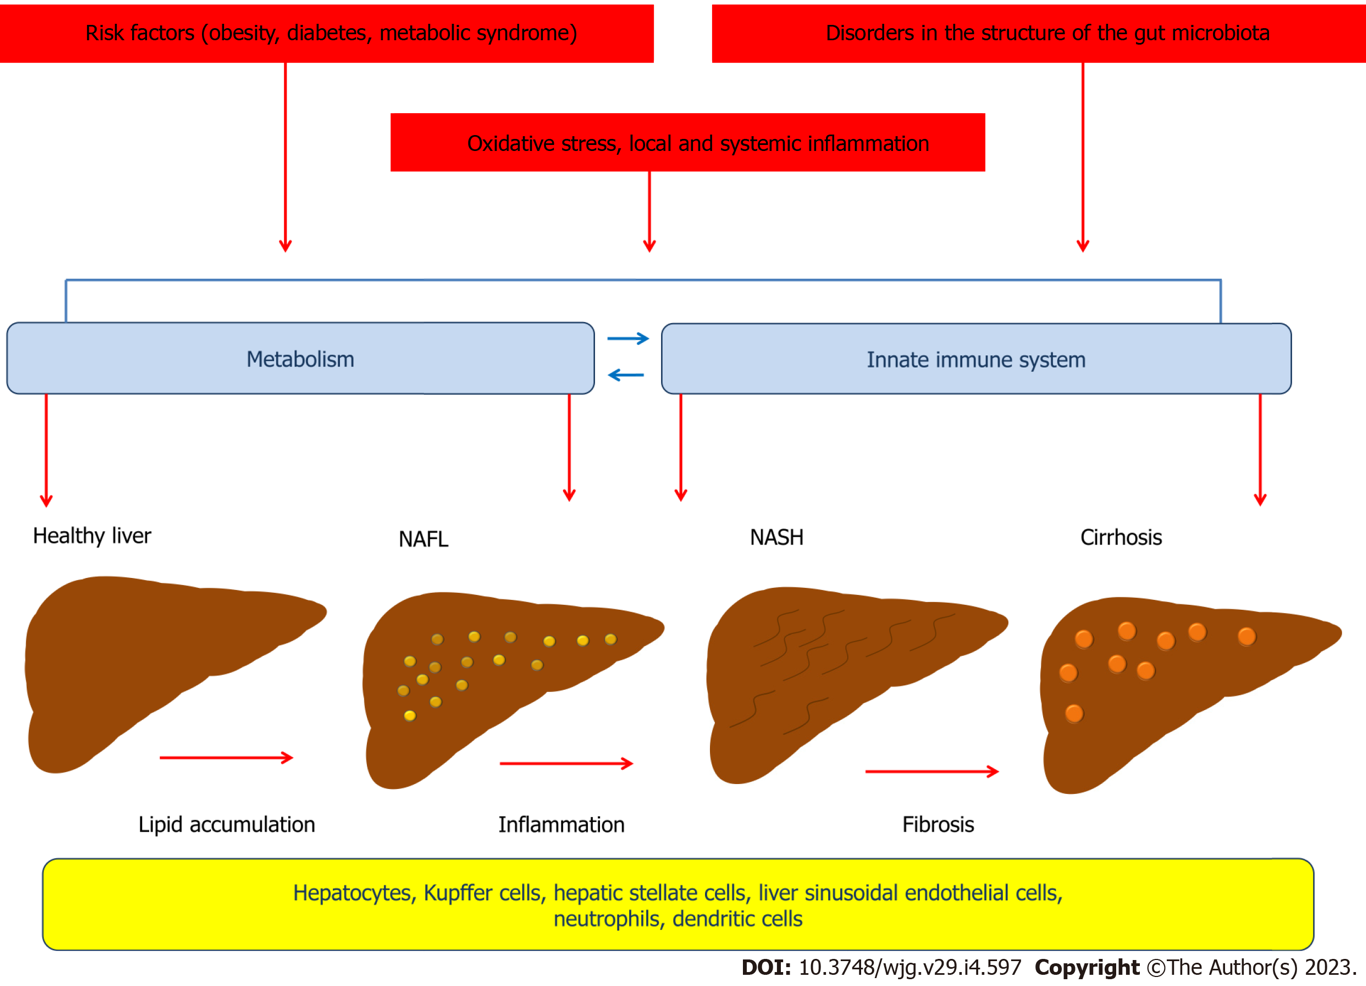 Risk factors (obesity, diabetes, metabolic syndrome)
Disorders in the structure of the gut microbiota
Oxidative stress, local and systemic inflammation
Metabolism
Innate immune system
Healthy liver
NAFL
NASH
Cirrhosis
Lipid accumulation
Inflammation
Fibrosis
Hepatocytes, Kupffer cells, hepatic stellate cells, liver sinusoidal endothelial cells,
neutrophils, dendritic cells
DOI: 10.3748/wjg.v29.i4.597 Copyright ©The Author(s) 2023.